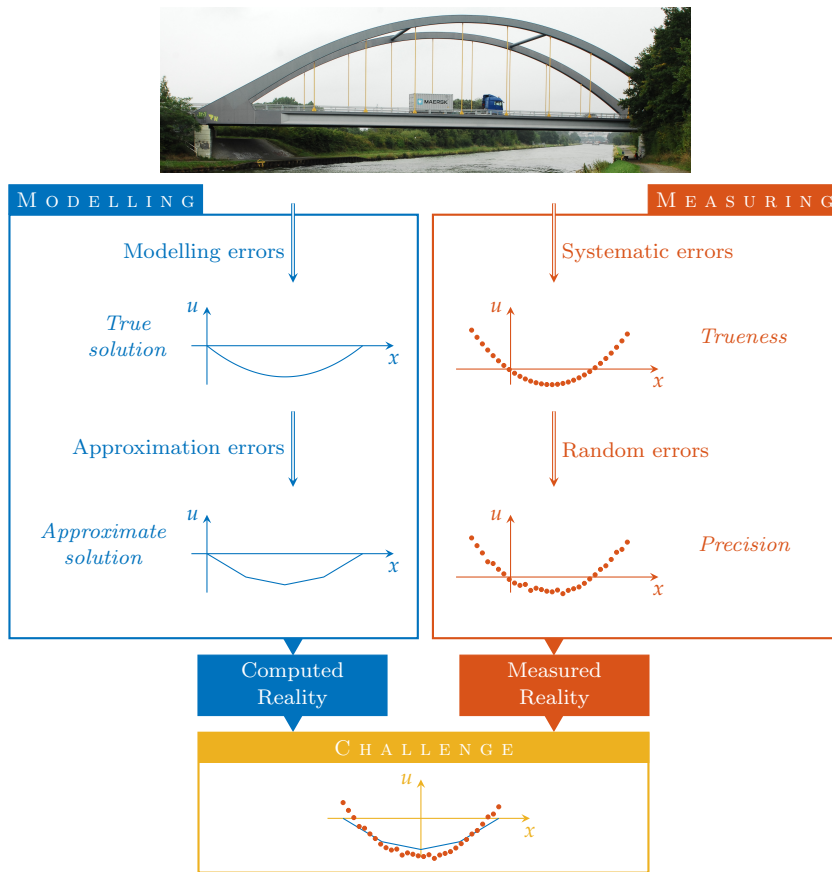 MAERSK
MODELLING
Modelling errors
u
True
solution
x
Approximation errors
u
Approximate
solution
x
MEASURING
Systematic errors
u
Trueness
x
Random errors
u
Precision
x
Computed
Reality
Measured
Reality
CHALLENGE
u
x